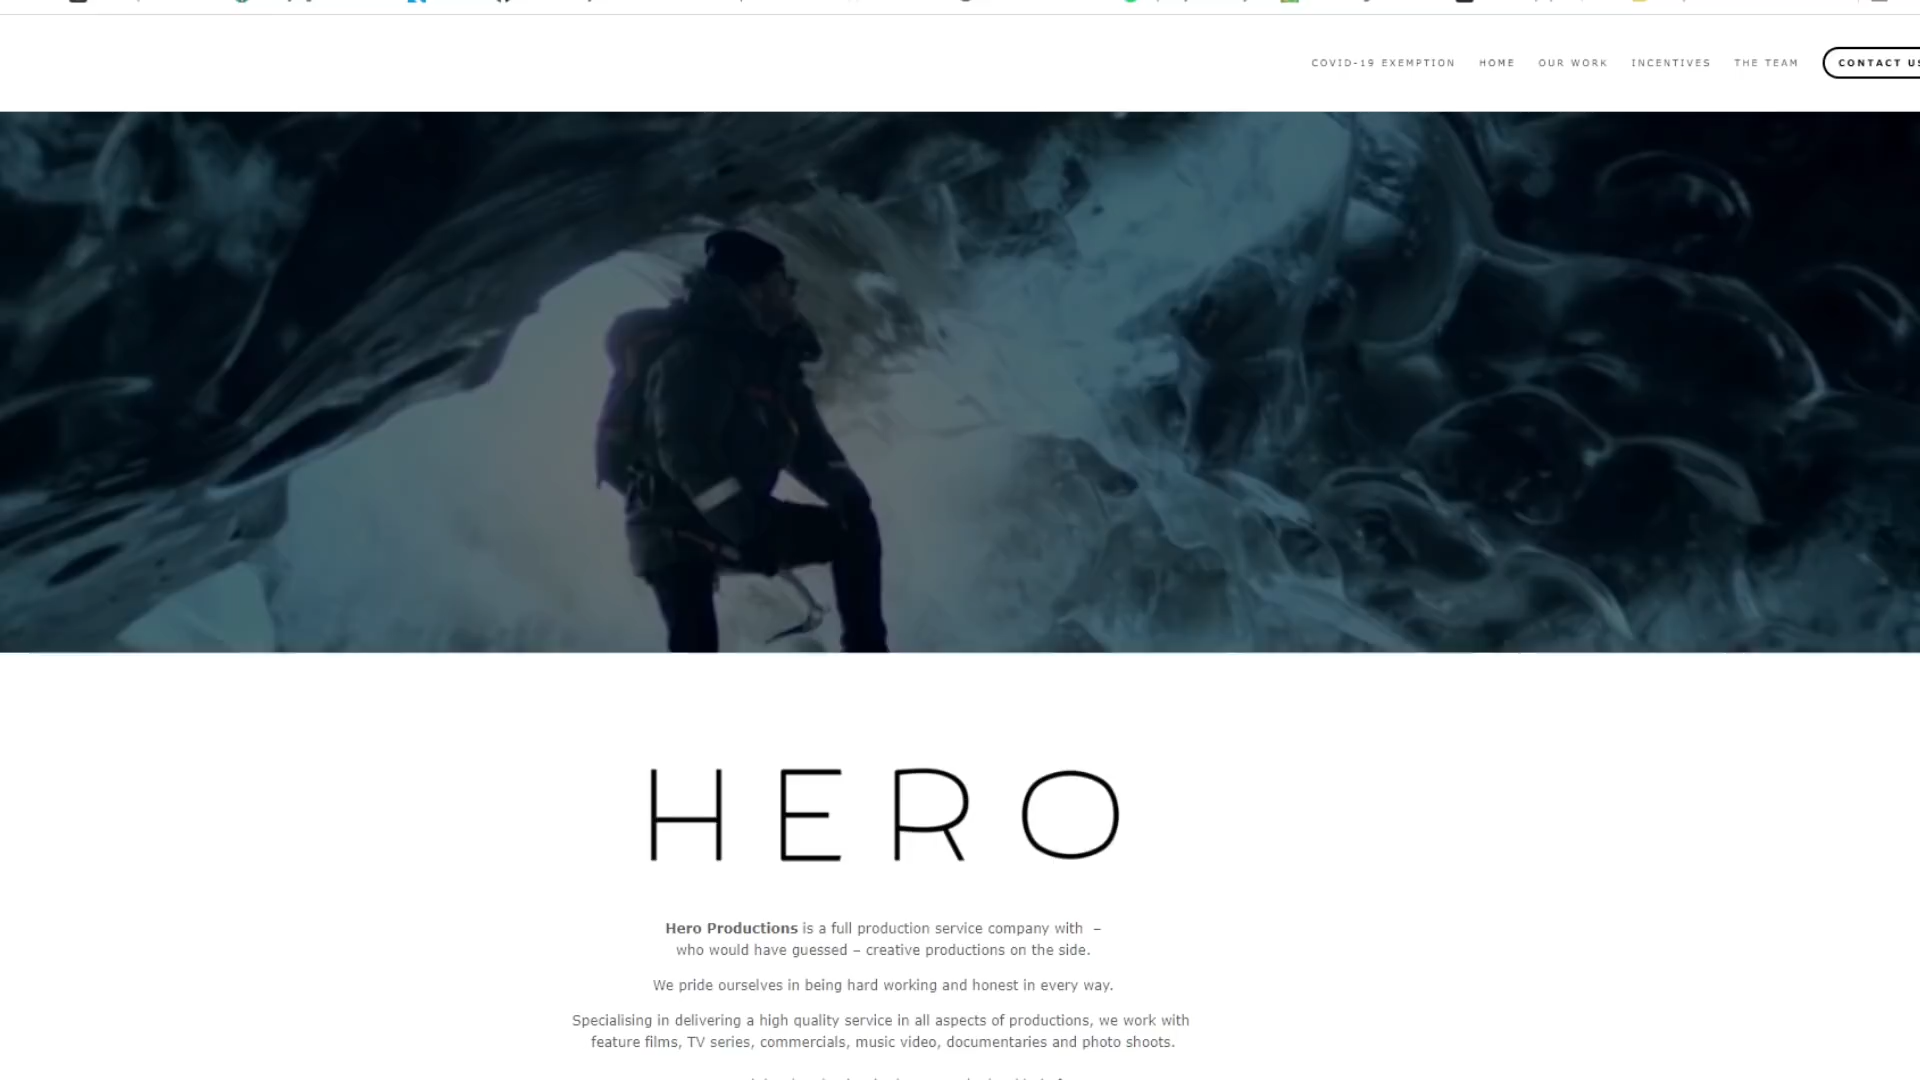 COVID-19 EXEMPTION HOME OUR WORK INCENTIVES THE TEAM CONTACT US
HERO
Hero Productions is a full production service company with –
who would have guessed – creative productions on the side.
We pride ourselves in being hard working and honest in every way.
Specialising in delivering a high quality service in all aspects of productions, we work with
feature films, TV series, commercials, music video, documentaries and photo shoots.